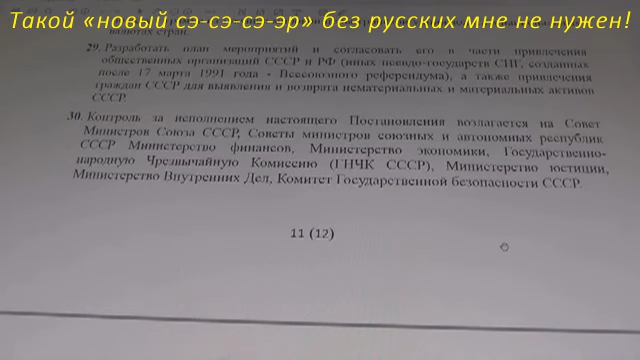 Такой «новый сэ-сэ-сэ-эр» без русских мне не нужен!
валютах стран.
29. Разработать план мероприятий и согласовать его в части привлечения
общественных организаций СССР и РФ (иных псевдо-государств СНГ, созданных
после 17 марта 1991 года - Всесоюзного референдума), а также привлечения
граждан СССР для выявления и возврата нематериальных и материальных активов
СССР.
30. Контроль за исполнением настоящего Постановления возлагается на Совет
Министров Союза СССР, Советы министров союзных и автономных республик
СССР Министерство финансов, Министерство экономики, Государственно-
народную Чрезвычайную Комиссию (ГНЧК СССР), Министерство юстиции,
Министерство Внутренних Дел, Комитет Государственной безопасности СССР.
11 (12)